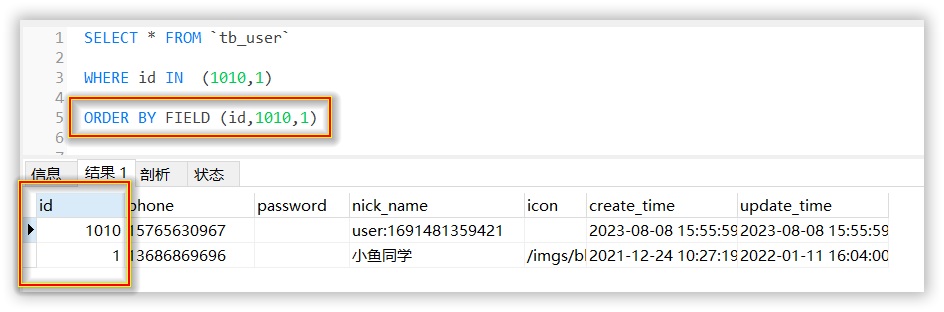 1 SELECT * FROM `tb_user`
2
3 WHERE id IN  (1010,1)
4
5 ORDER BY FIELD (id,1010,1)
6
信息 结果 1 剖析 状态
id phone password nick_name icon create_time update_time
1010 15765630967 user:1691481359421 2023-08-08 15:55:59 2023-08-08 15:55:59
1 13686869696 小鱼同学 /imgs/bl 2021-12-24 10:27:19 2022-01-11 16:04:00